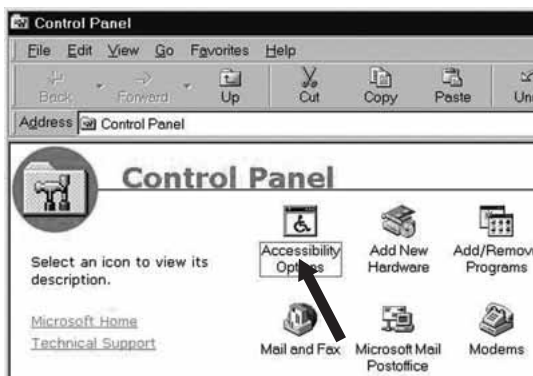 Control Panel
File Edit View Go Favorites Help
Back Forward Up Cut Copy Paste Un
Address Control Panel
Control Panel
Select an icon to view its
description.
Microsoft Home
Technical Support
Accessibility Add New Add/Remov
Options Hardware Programs
Mail and Fax Microsoft Mail Modems
Postoffice